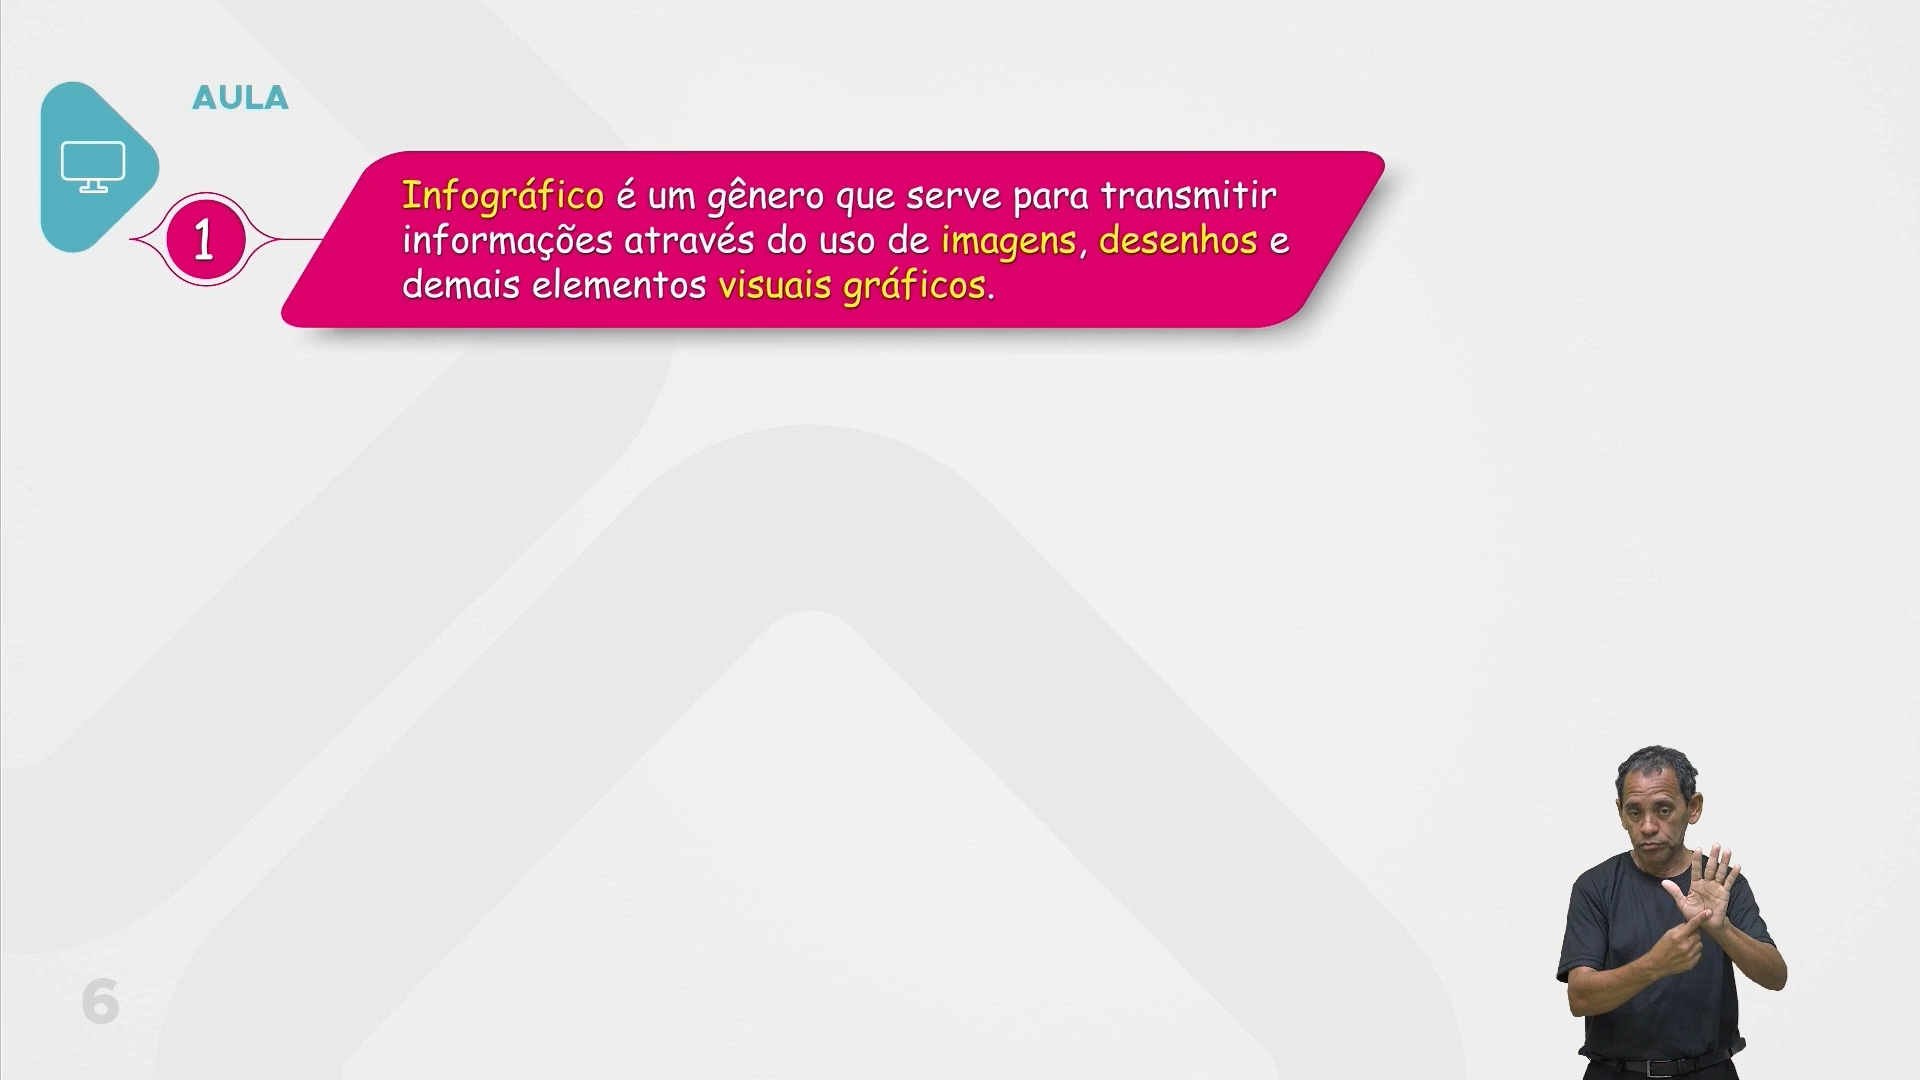 AULA
1
Infográfico é um gênero que serve para transmitir
informações através do uso de imagens, desenhos e
demais elementos visuais gráficos.
6